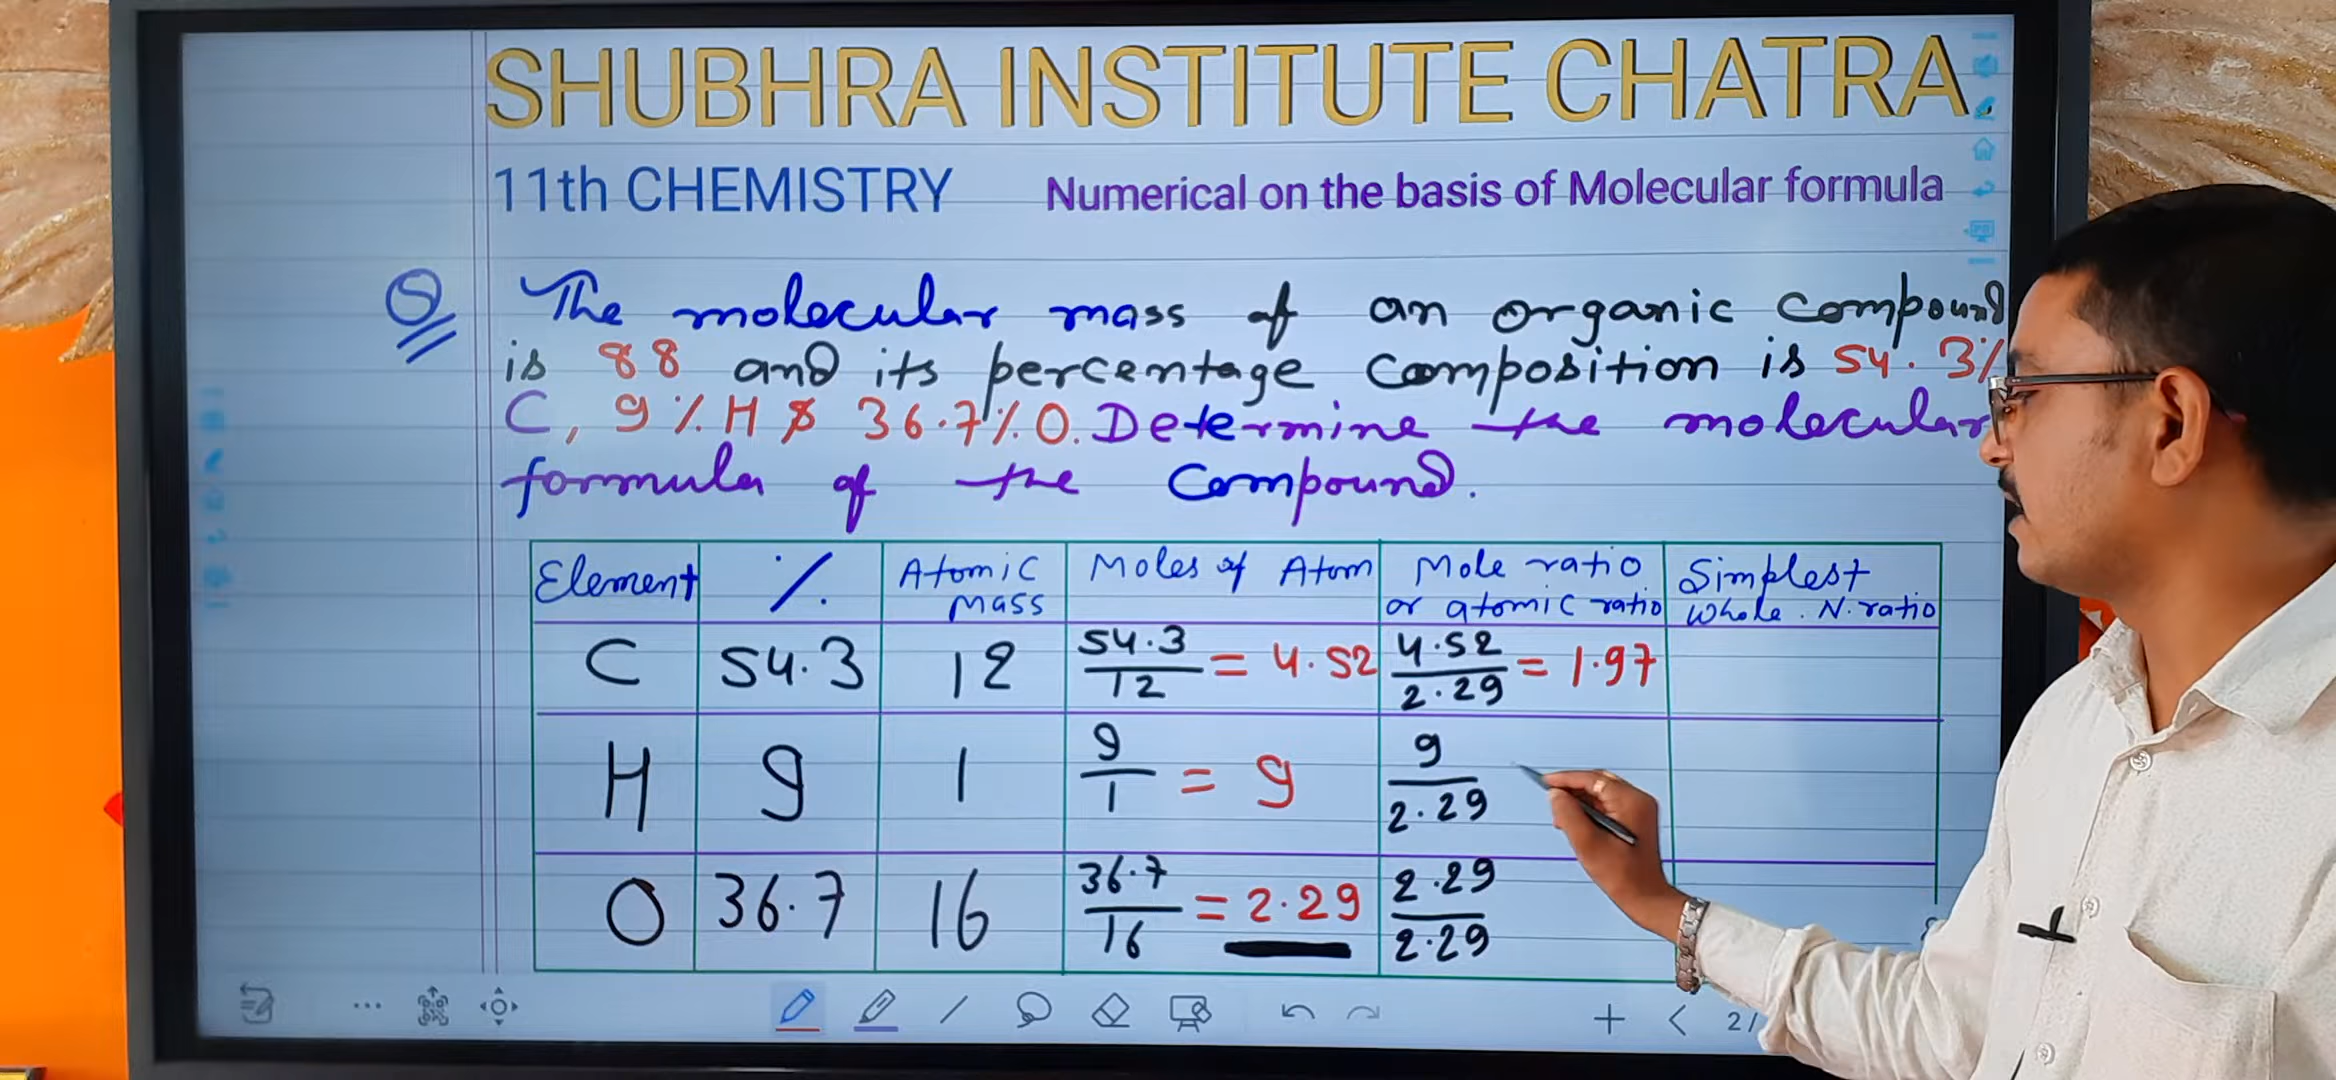 SHUBHRA INSTITUTE CHATRA
11th CHEMISTRY Numerical on the basis of Molecular formula
Q The molecular mass of an organic compound
is 88 and its percentage composition is 54.3%
C, 9% H & 36.7% O. Determine the molecular
formula of the Compound.
Element % Atomic Mass Moles of Atom Mole ratio or atomic ratio Simplest Whole. N. ratio
C 54.3 12 54.3/12 = 4.52 4.52/2.29 = 1.97
H 9 1 9/1 = 9 9/2.29
O 36.7 16 36.7/16 = 2.29 2.29/2.29
2/